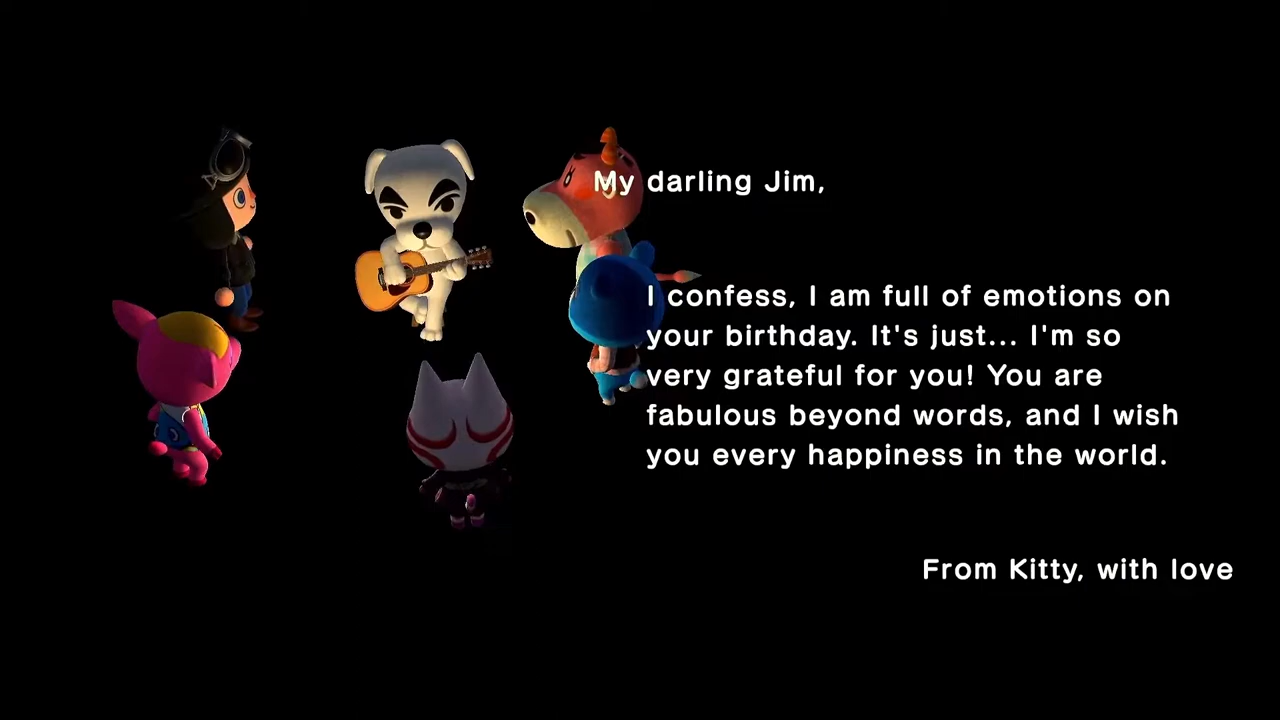 My darling Jim,
I confess, I am full of emotions on
your birthday. It's just... I'm so
very grateful for you! You are
fabulous beyond words, and I wish
you every happiness in the world.
From Kitty, with love